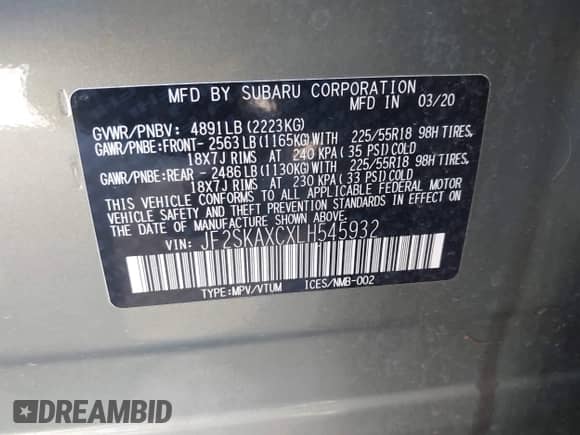 MFD BY SUBARU CORPORATION
MFD IN 03/20
GVWR/PNBV: 4891LB(2223KG)
GAWR/PNBE:FRONT- 2563LB(1165KG)WITH 225/55R18 98H TIRES,
18X7J RIMS AT 240 KPA(35 PSI)COLD
GAWR/PNBE:REAR -2486LB(1130KG)WITH 225/55R18 98H TIRES,
18X7J RIMS AT 230 KPA(33 PSI)COLD
THIS VEHICLE CONFORMS TO ALL APPLICABLE FEDERAL MOTOR
VEHICLE SAFETY AND THEFT PREVENTION STANDARDS IN EFFECT ON
THE DATE OF MANUFACTURE SHOWN ABOVE.
VIN: JF2SKAXCXLH545932
TYPE:MPV/VTUM ICES/NMB-002
DREAMBID